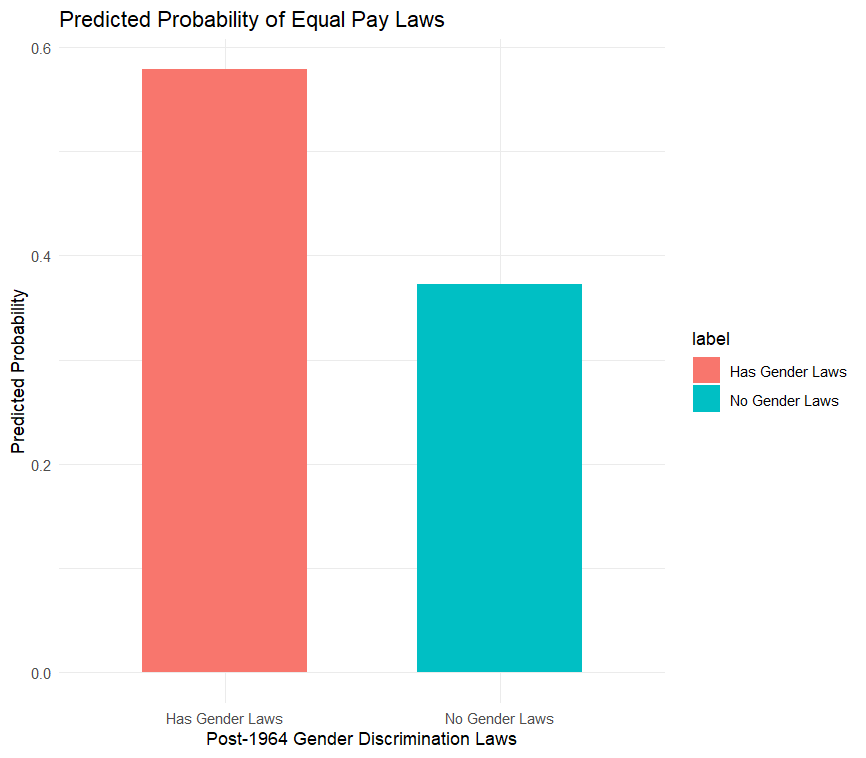 Predicted Probability of Equal Pay Laws
0.6
0.4
0.2
0.0
Predicted Probability
Has Gender Laws
No Gender Laws
Post-1964 Gender Discrimination Laws
label
Has Gender Laws
No Gender Laws